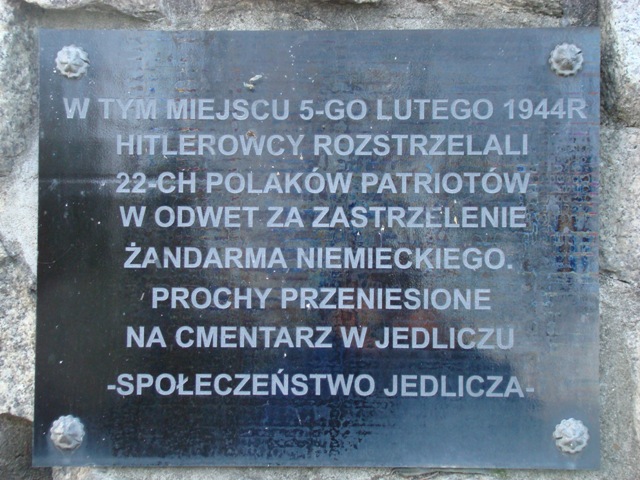 W TYM MIEJSCU 5-GO LUTEGO 1944R
HITLEROWCY ROZSTRZELALI
22-CH POLAKÓW PATRIOTÓW
W ODWET ZA ZASTRZELENIE
ŻANDARMA NIEMIECKIEGO.
PROCHY PRZENIESIONE
NA CMENTARZ W JEDLICZU
-SPOŁECZEŃSTWO JEDLICZA-